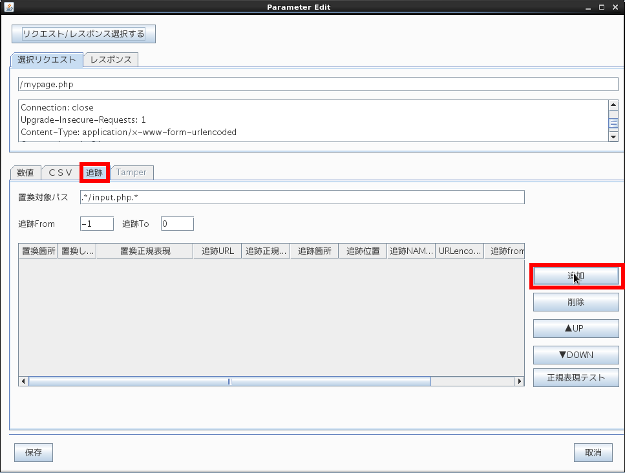 Parameter Edit
リクエスト/レスポンス選択する
選択リクエスト レスポンス
/mypage.php
Connection: close
Upgrade-Insecure-Requests: 1
Content-Type: application/x-www-form-urlencoded
数値 ＣＳＶ 追跡 Tamper
置換対象パス .*/input.php.*
追跡From -1 追跡To 0
置換箇所 置換し... 置換正規表現 追跡URL 追跡正規... 追跡箇所 追跡位置 追跡NAM... URLenco... 追跡from
追加
削除
▲UP
▼DOWN
正規表現テスト
保存 取消